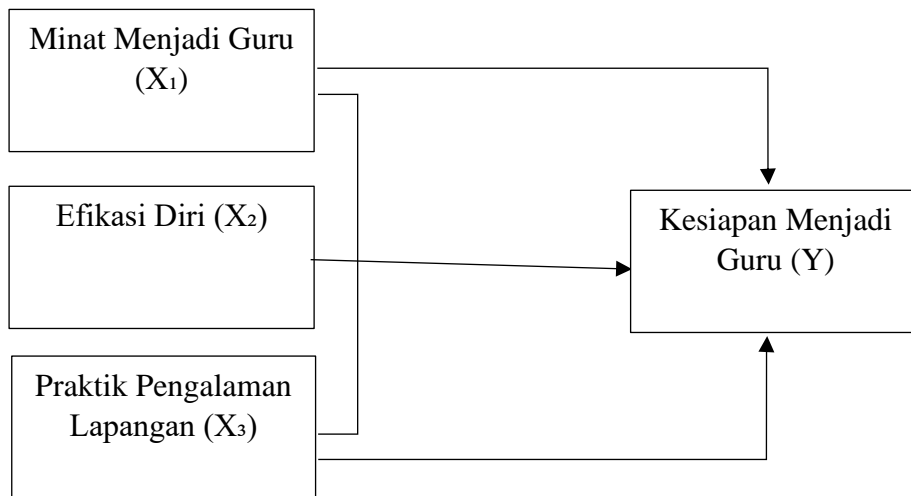 Minat Menjadi Guru
(X₁)
Efikasi Diri (X₂)
Kesiapan Menjadi
Guru (Y)
Praktik Pengalaman
Lapangan (X₃)